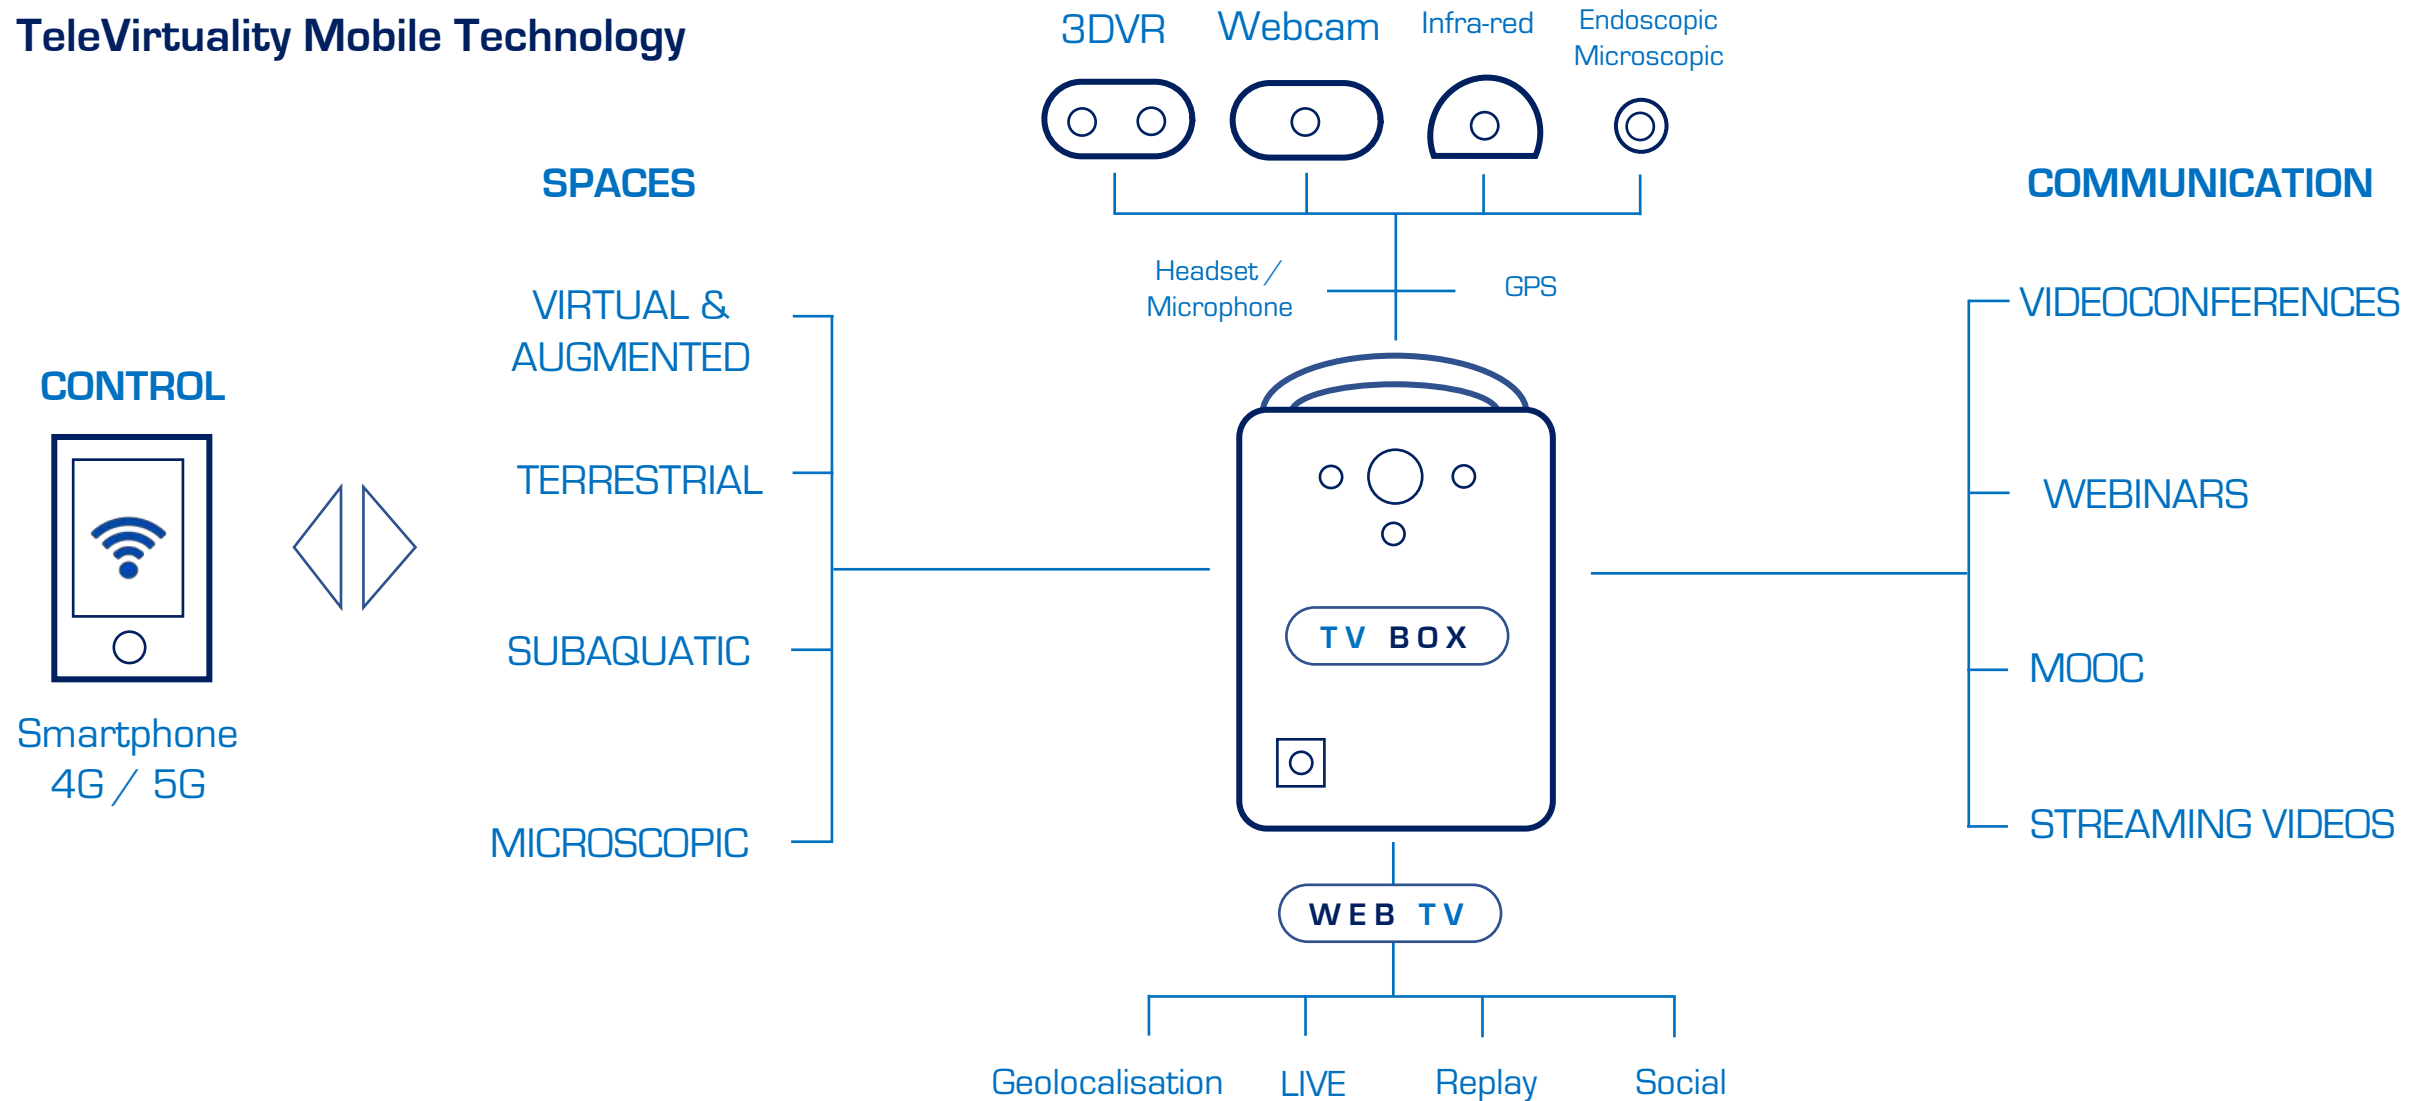 TeleVirtuality Mobile Technology
3DVR
Webcam
Infra-red
Endoscopic
Microscopic
SPACES
COMMUNICATION
Headset /
Microphone
GPS
CONTROL
Smartphone
4G / 5G
VIRTUAL &
AUGMENTED
TERRESTRIAL
SUBAQUATIC
MICROSCOPIC
TV BOX
VIDEOCONFERENCES
WEBINARS
MOOC
STREAMING VIDEOS
WEB TV
Geolocalisation
LIVE
Replay
Social